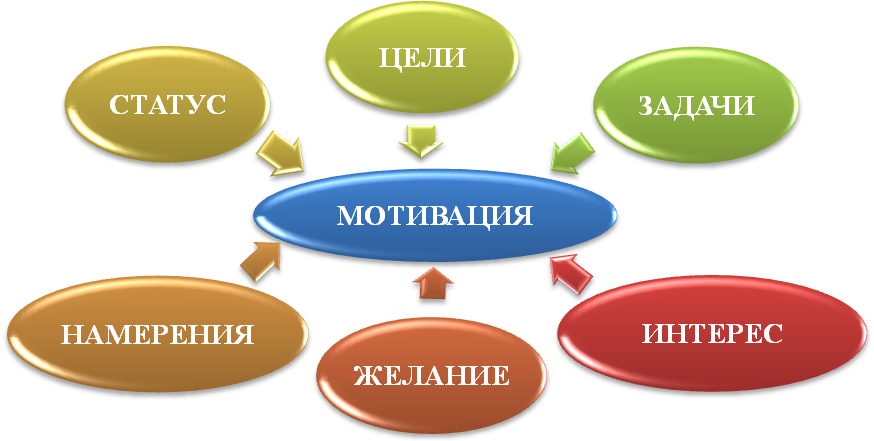 ЦЕЛИ
СТАТУС
ЗАДАЧИ
МОТИВАЦИЯ
НАМЕРЕНИЯ
ЖЕЛАНИЕ
ИНТЕРЕС